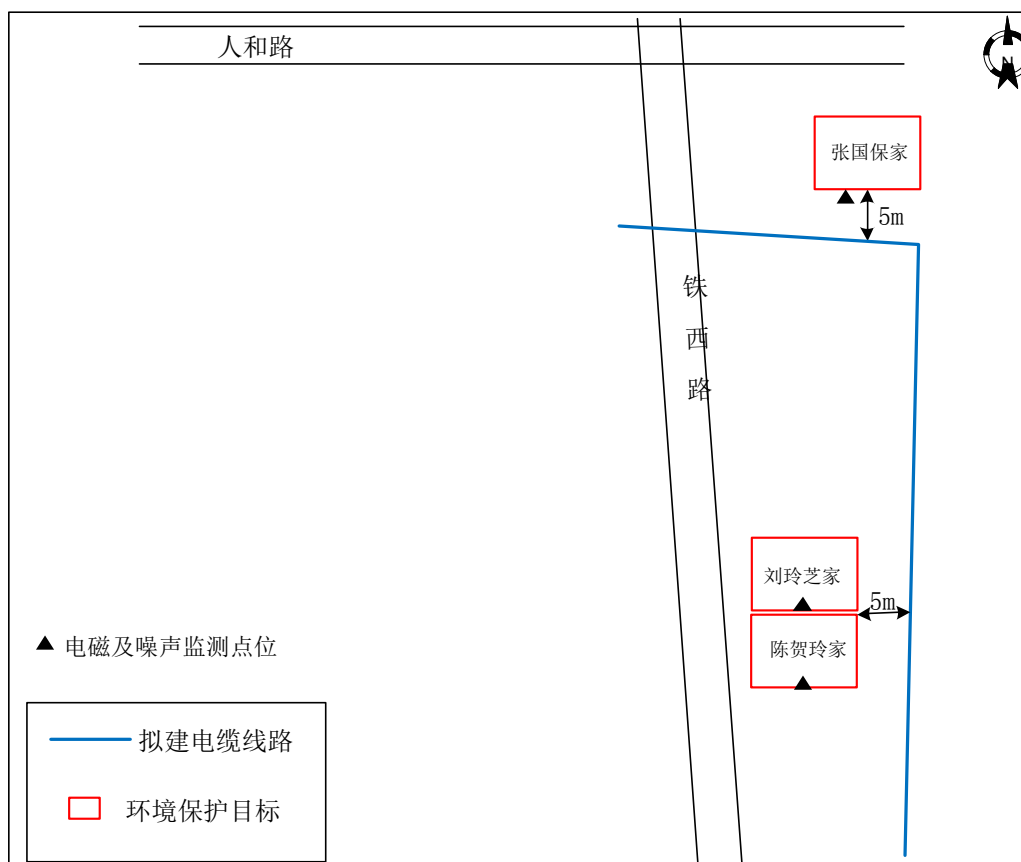 人和路
N
张国保家
5m
铁
西
路
刘玲芝家
5m
陈贺玲家
电磁及噪声监测点位
拟建电缆线路
环境保护目标